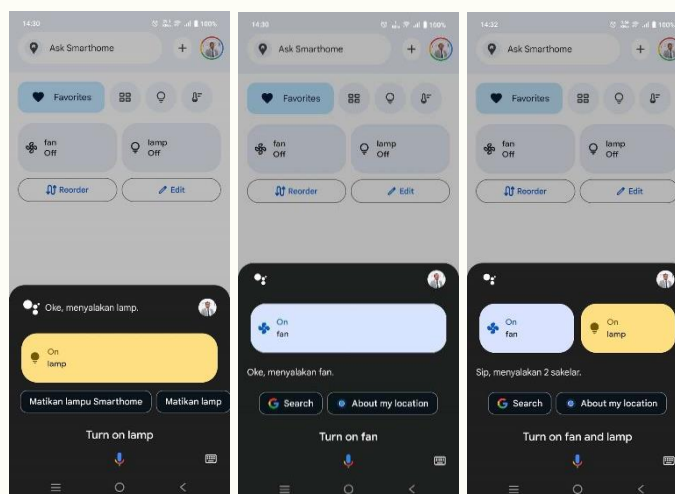 14:30
100%
Ask Smarthome
Favorites
fan
Off
lamp
Off
Reorder
Edit
Oke, menyalakan lamp.
On
lamp
Matikan lampu Smarthome
Matikan lamp
Turn on lamp
14:30
100%
Ask Smarthome
Favorites
fan
Off
lamp
Off
Reorder
Edit
On
fan
Oke, menyalakan fan.
Search
About my location
Turn on fan
14:32
100%
Ask Smarthome
Favorites
fan
Off
lamp
Off
Reorder
Edit
On
fan
On
lamp
Sip, menyalakan 2 sakelar.
Search
About my location
Turn on fan and lamp